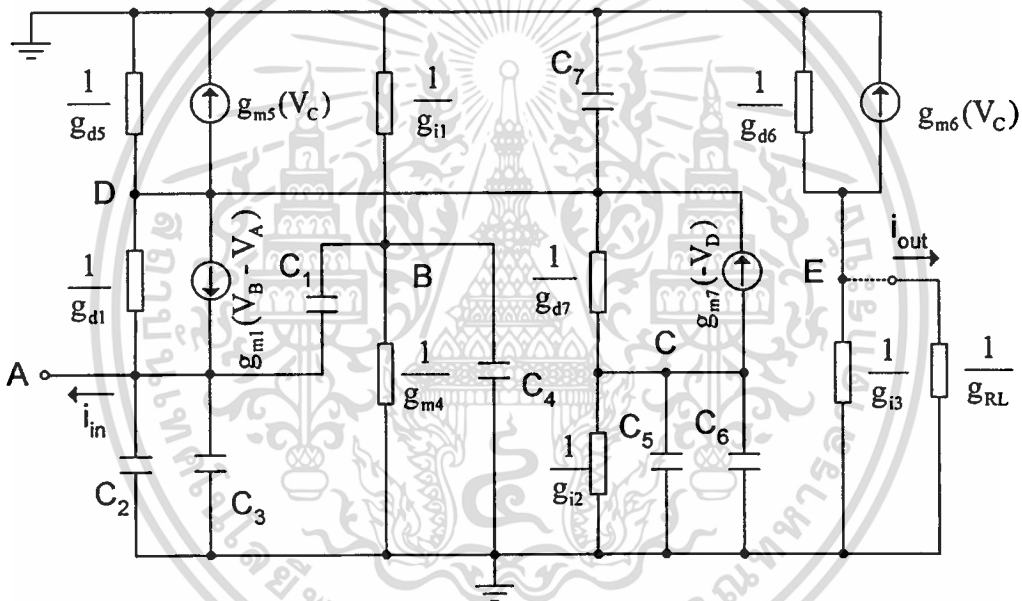 1/g_d5
g_m5(V_C)
1/g_i1
C_7
1/g_d6
g_m6(V_C)
D
1/g_d1
g_m1(V_B - V_A)
C_1
B
1/g_d7
g_m7(-V_D)
E
i_out
A
i_in
C_2
C_3
1/g_m4
C_4
C
1/g_i2
C_5
C_6
1/g_i3
1/g_RL